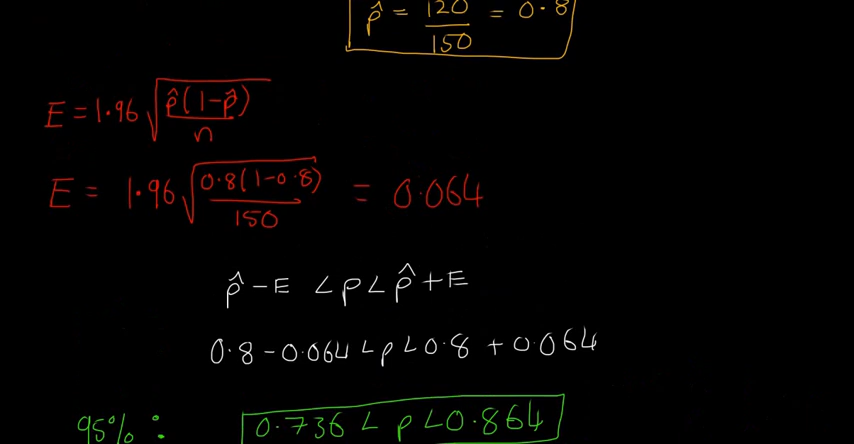 p̂ = 120/150 = 0.8
E = 1.96 √(p̂(1-p̂)/n)
E = 1.96 √(0.8(1-0.8)/150) = 0.064
p̂ - E < p < p̂ + E
0.8 - 0.064 < p < 0.8 + 0.064
95% : 0.736 < p < 0.864